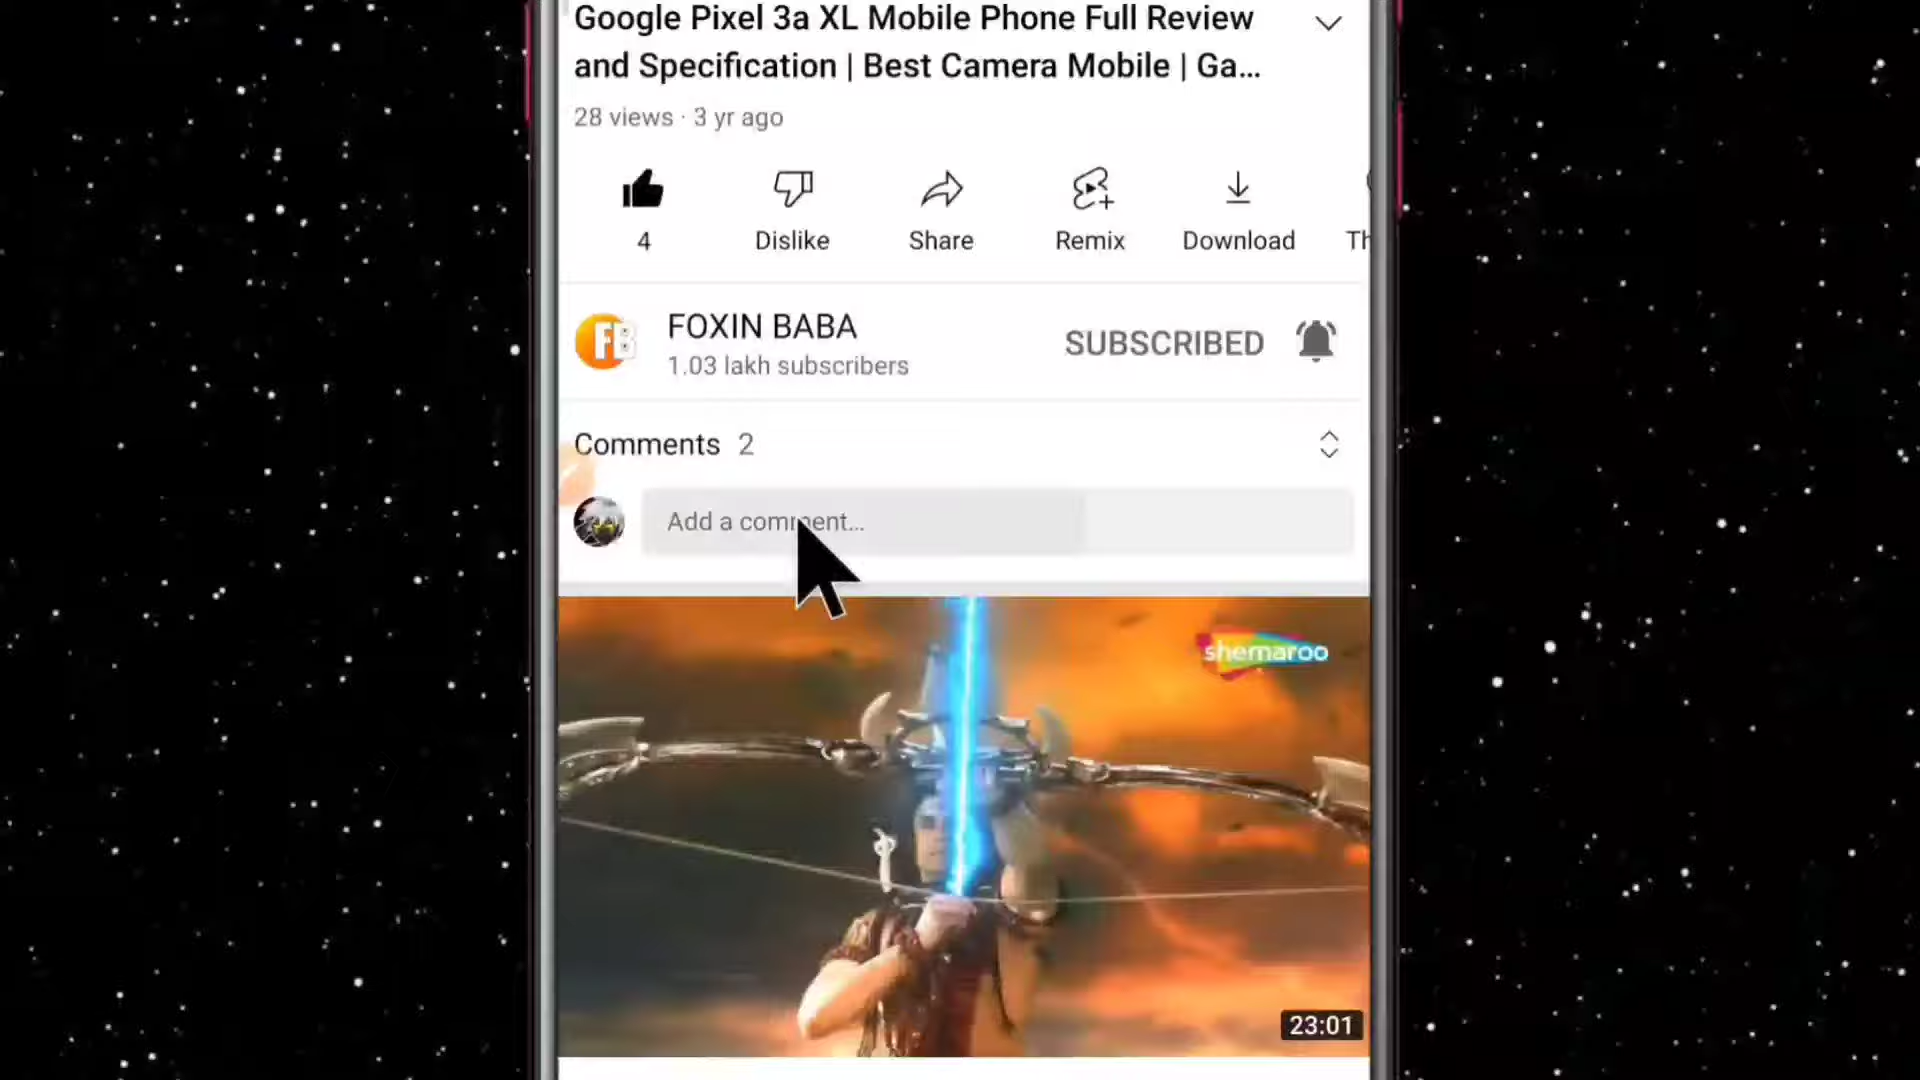 Google Pixel 3a XL Mobile Phone Full Review
and Specification | Best Camera Mobile | Ga...
28 views · 3 yr ago
4
Dislike
Share
Remix
Download
Th
FB
FOXIN BABA
1.03 lakh subscribers
SUBSCRIBED
Comments 2
Add a comment...
shemaroo
23:01